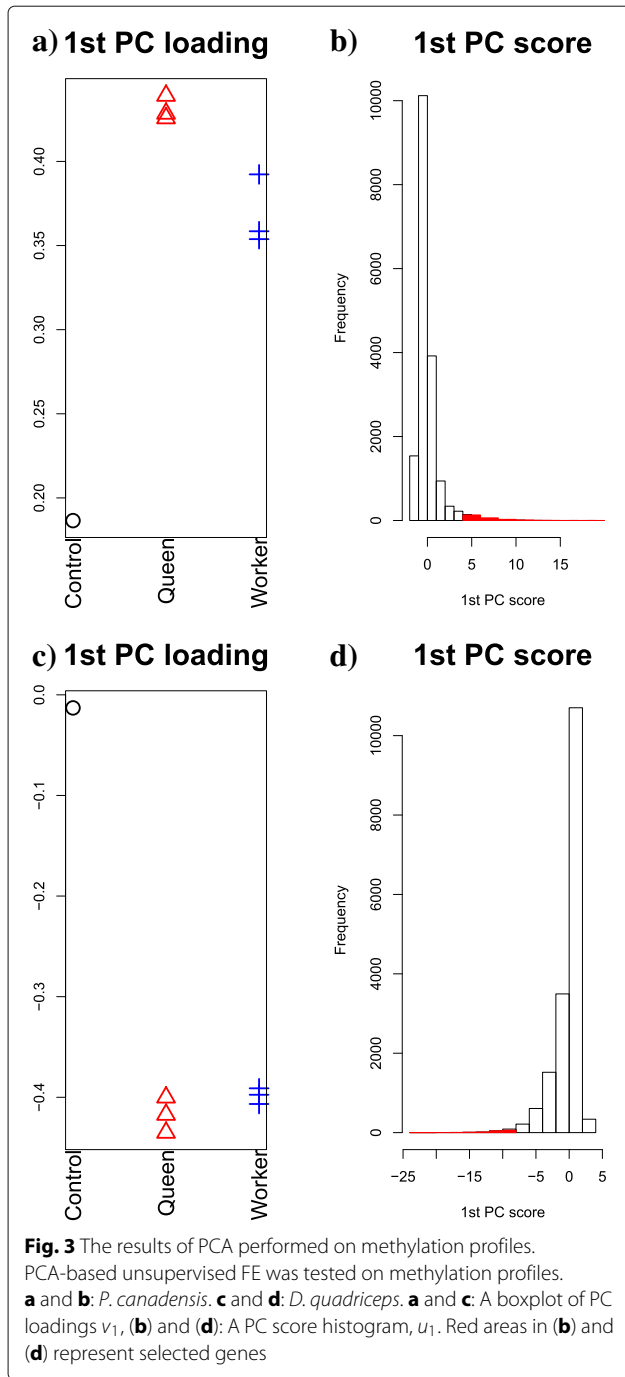 a) 1st PC loading
0.40
0.35
0.30
0.25
0.20
Control
Queen
Worker
b) 1st PC score
Frequency
10000
8000
6000
4000
2000
0
0 5 10 15
1st PC score
c) 1st PC loading
0.0
−0.1
−0.2
−0.3
−0.4
Control
Queen
Worker
d) 1st PC score
Frequency
10000
8000
6000
4000
2000
0
−25 −15 −5 0 5
1st PC score
Fig. 3 The results of PCA performed on methylation profiles.
PCA-based unsupervised FE was tested on methylation profiles.
a and b: P. canadensis. c and d: D. quadriceps. a and c: A boxplot of PC
loadings v1, (b) and (d): A PC score histogram, u1. Red areas in (b) and
(d) represent selected genes